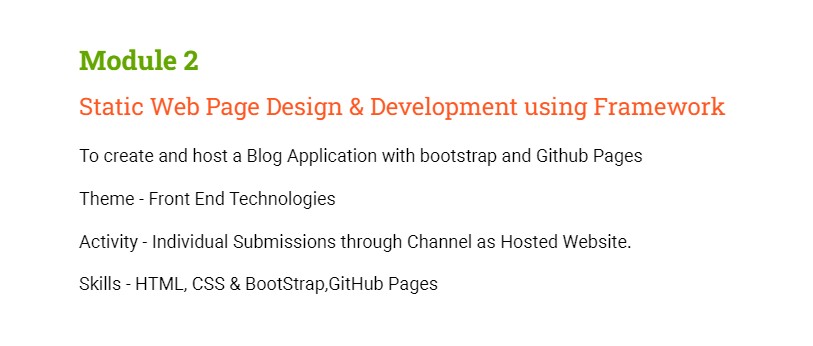 Module 2
Static Web Page Design & Development using Framework
To create and host a Blog Application with bootstrap and Github Pages
Theme - Front End Technologies
Activity - Individual Submissions through Channel as Hosted Website.
Skills - HTML, CSS & BootStrap,GitHub Pages